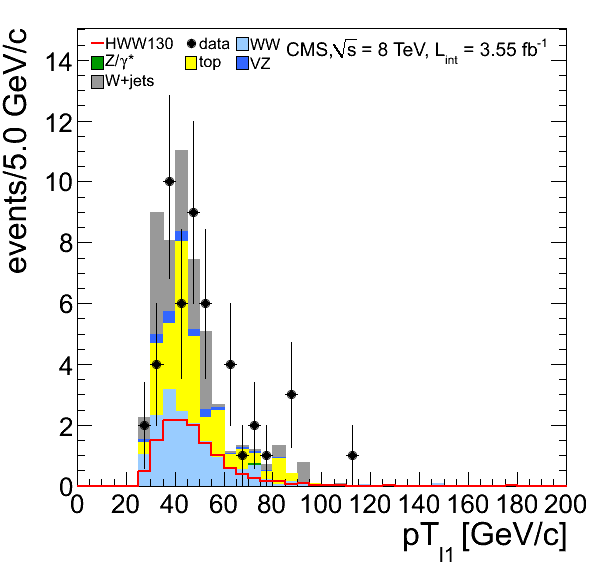 HWW130 data WW CMS,√s = 8 TeV, L_int = 3.55 fb⁻¹
Z/γ* top VZ
W+jets
events/5.0 GeV/c
14
12
10
8
6
4
2
0
0 20 40 60 80 100 120 140 160 180 200
pT_l1 [GeV/c]